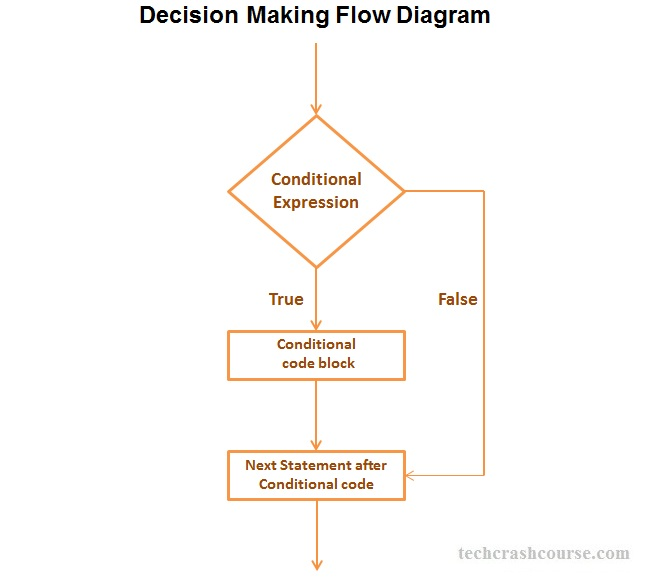 Decision Making Flow Diagram
Conditional
Expression
True
False
Conditional
code block
Next Statement after
Conditional code
techcrashcourse.com